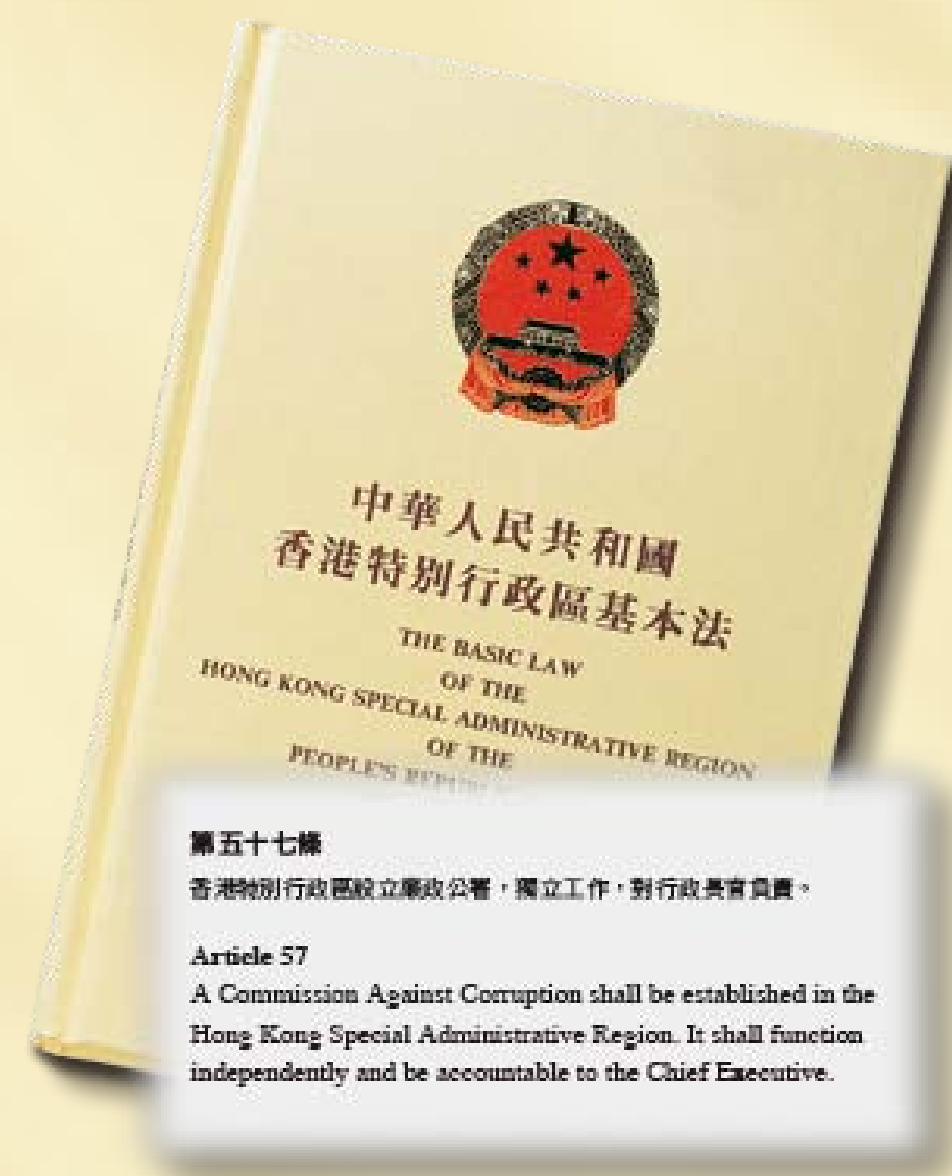 中華人民共和國
香港特別行政區基本法
THE BASIC LAW
OF THE
HONG KONG SPECIAL ADMINISTRATIVE REGION
OF THE
PEOPLE'S
第五十七條
香港特別行政區設立廉政公署，獨立工作，對行政長官負責。
Article 57
A Commission Against Corruption shall be established in the
Hong Kong Special Administrative Region. It shall function
independently and be accountable to the Chief Executive.